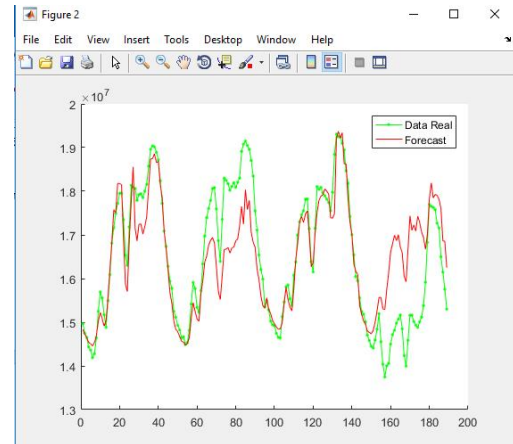 Figure 2
File Edit View Insert Tools Desktop Window Help
×10^7
2
1.9
1.8
1.7
1.6
1.5
1.4
1.3
0 20 40 60 80 100 120 140 160 180 200
Data Real
Forecast